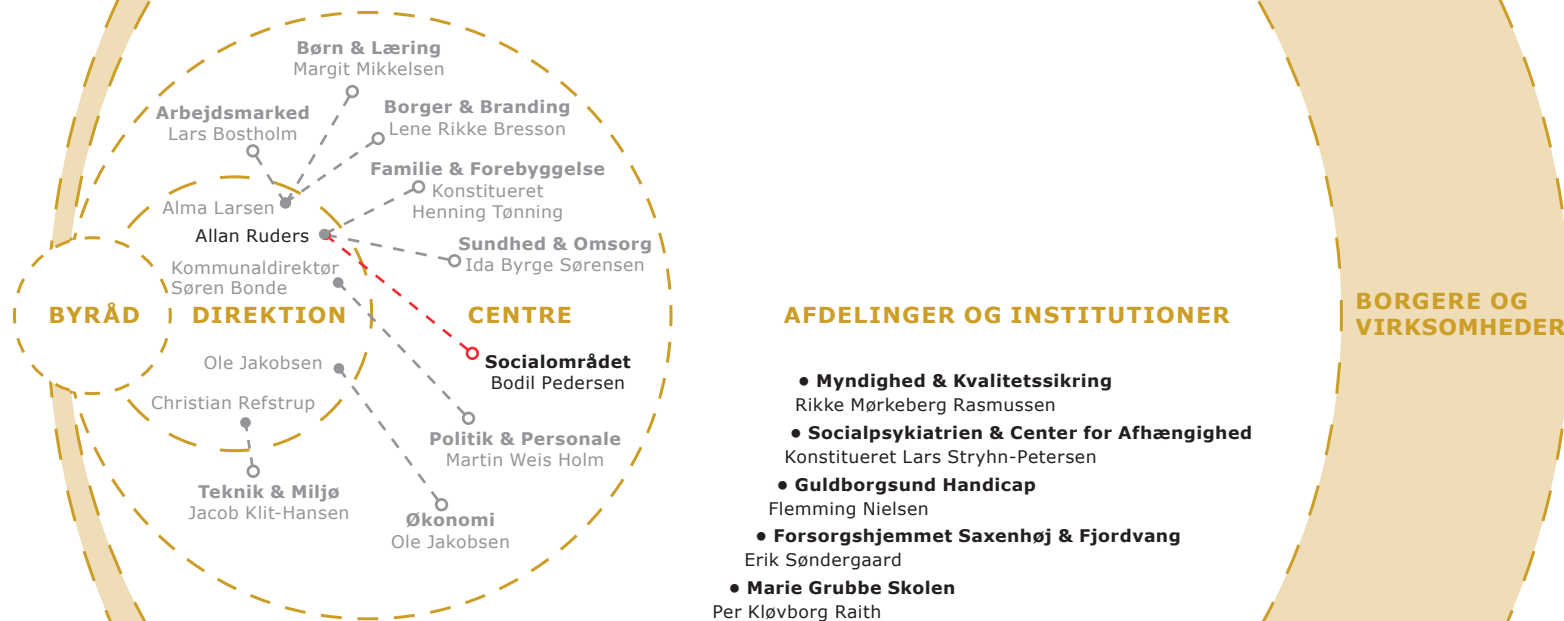 Børn & Læring
Margit Mikkelsen
Arbejdsmarked
Lars Bostholm
Borger & Branding
Lene Rikke Bresson
Familie & Forebyggelse
Konstitueret
Henning Tønning
Alma Larsen
Allan Ruders
Sundhed & Omsorg
Ida Byrge Sørensen
Kommunaldirektør
Søren Bonde
BYRÅD
DIREKTION
CENTRE
AFDELINGER OG INSTITUTIONER
BORGERE OG
VIRKSOMHEDER
Ole Jakobsen
Socialområdet
Bodil Pedersen
Christian Refstrup
Politik & Personale
Martin Weis Holm
Teknik & Miljø
Jacob Klit-Hansen
Økonomi
Ole Jakobsen
• Myndighed & Kvalitetssikring
Rikke Mørkeberg Rasmussen
• Socialpsykiatrien & Center for Afhængighed
Konstitueret Lars Stryhn-Petersen
• Guldborgsund Handicap
Flemming Nielsen
• Forsorgshjemmet Saxenhøj & Fjordvang
Erik Søndergaard
• Marie Grubbe Skolen
Per Kløvborg Raith